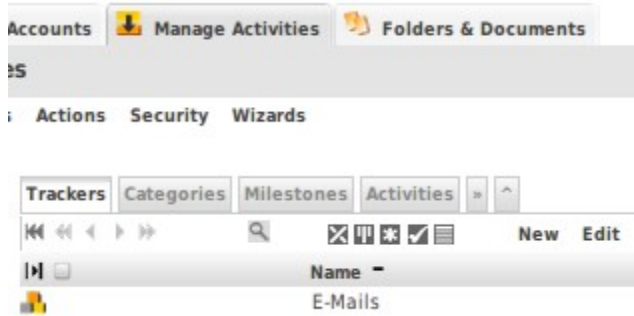 Accounts Manage Activities Folders & Documents
es
Actions Security Wizards
Trackers Categories Milestones Activities » ^
New Edit
Name
E-Mails